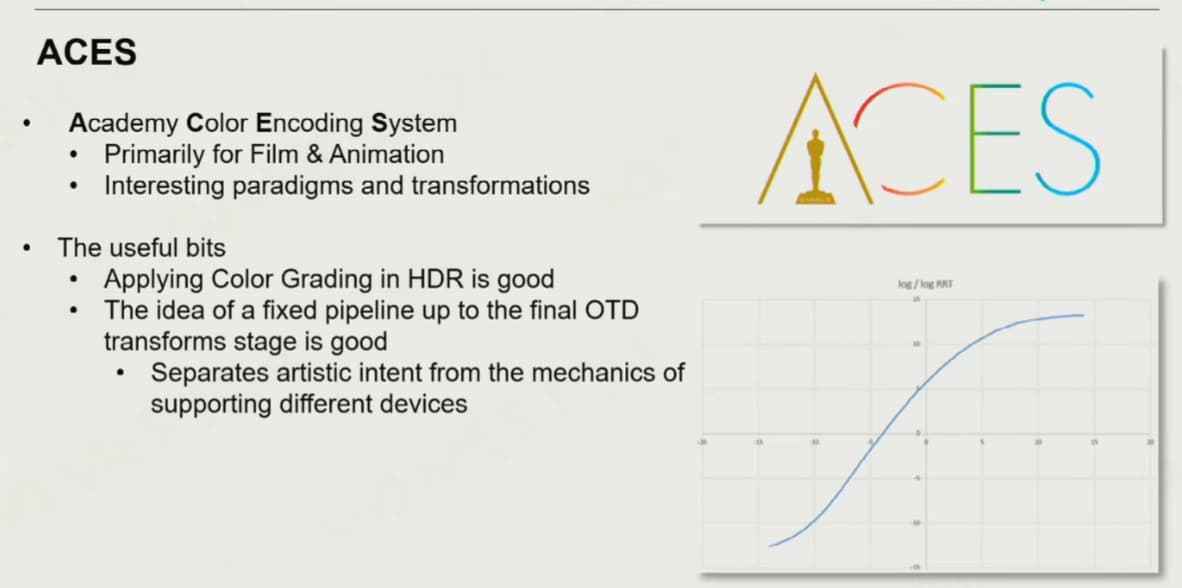 ACES
• Academy Color Encoding System
• Primarily for Film & Animation
• Interesting paradigms and transformations
• The useful bits
• Applying Color Grading in HDR is good
• The idea of a fixed pipeline up to the final OTD
transforms stage is good
• Separates artistic intent from the mechanics of
supporting different devices
ACES
log / log RRT
15
10
5
0
-20 -15 -10 -5 0 5 10 15 20
-5
-10
-15